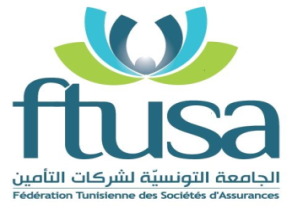 ftusa
الجامعة التونسيّة لشركات التأمين
Fédération Tunisienne des Sociétés d'Assurances